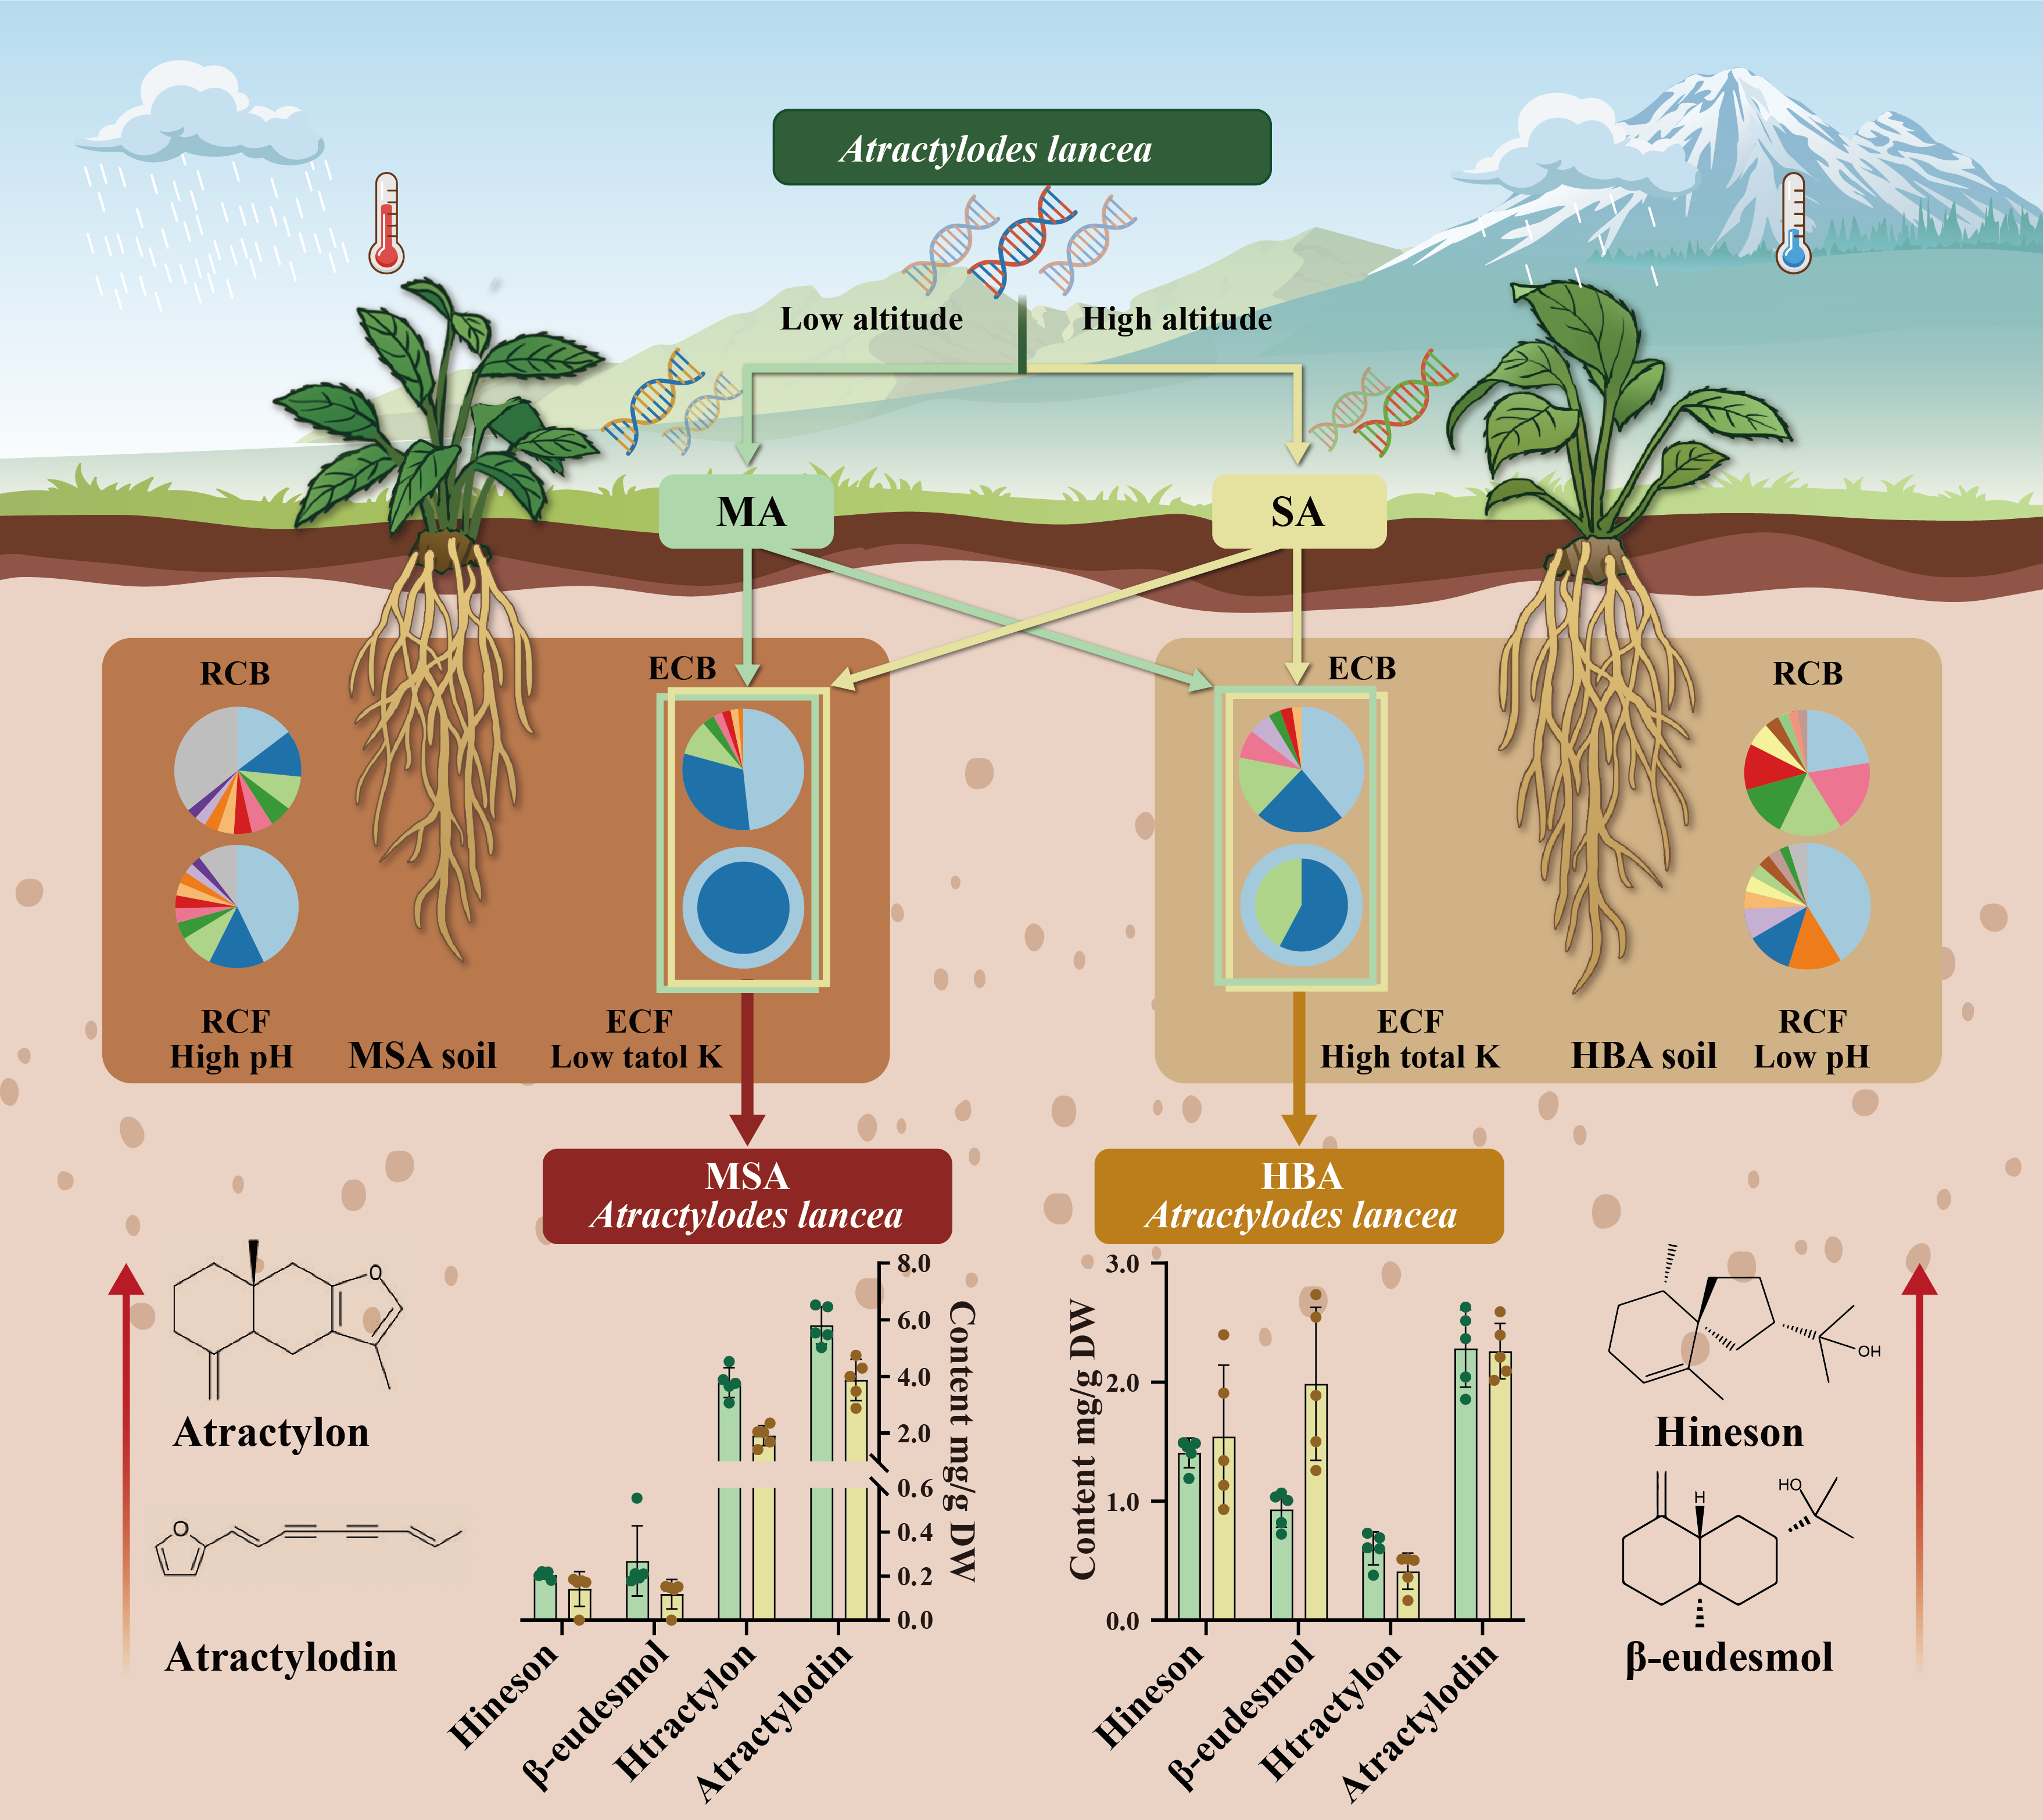 Atractylodes lancea
Low altitude
High altitude
MA
SA
RCB
ECB
ECB
RCB
RCF
High pH
MSA soil
ECF
Low tatol K
ECF
High total K
HBA soil
RCF
Low pH
MSA
Atractylodes lancea
HBA
Atractylodes lancea
O
Atractylon
O
Atractylodin
8.0
6.0
4.0
2.0
0.6
0.4
0.2
0.0
Content mg/g DW
Hineson
β-eudesmol
Htractylon
Atractylodin
Content mg/g DW
3.0
2.0
1.0
0.0
Hineson
β-eudesmol
Htractylon
Atractylodin
OH
Hineson
H
HO
β-eudesmol